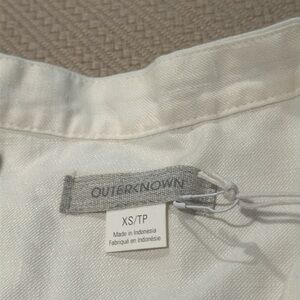 OUTERKNOWN
XS/TP
Made in Indonesia
Fabriqué en Indonésie